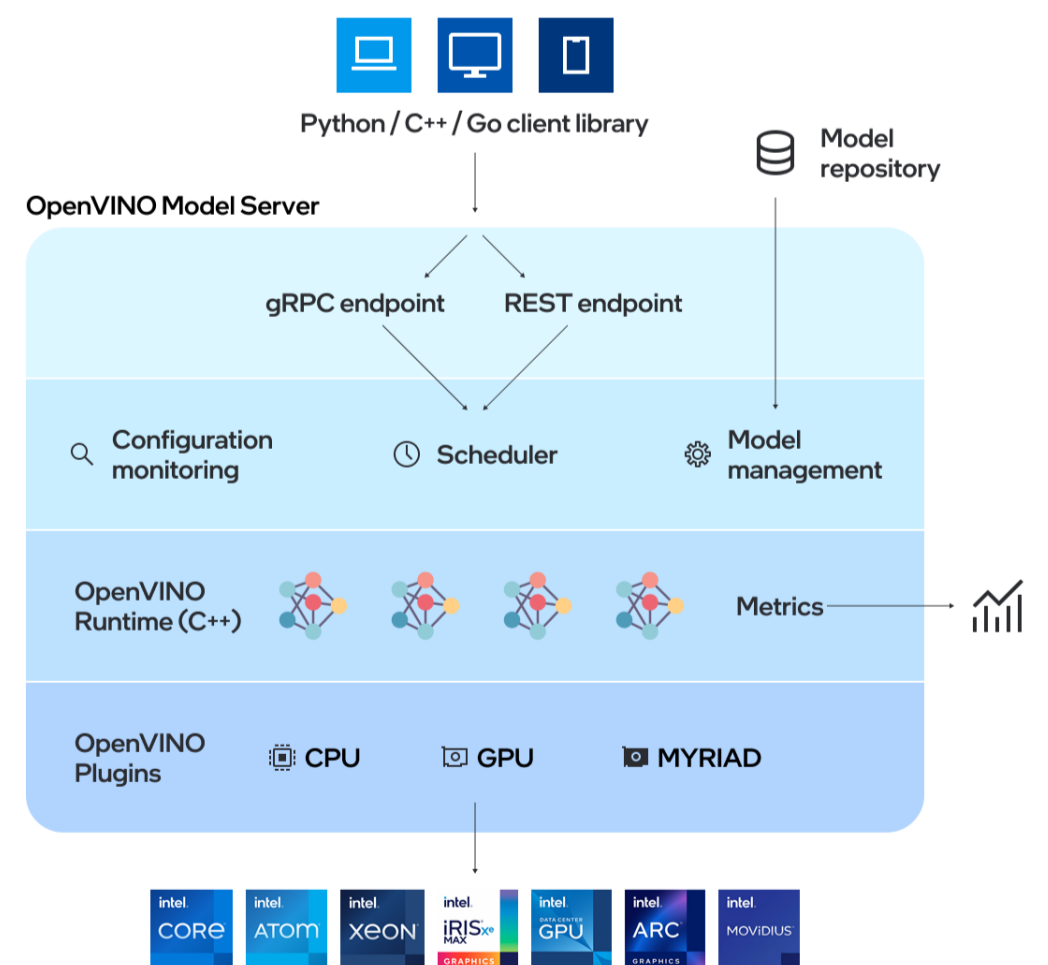 Python / C++ / Go client library
Model
repository
OpenVINO Model Server
gRPC endpoint
REST endpoint
Configuration
monitoring
Scheduler
Model
management
OpenVINO
Runtime (C++)
Metrics
OpenVINO
Plugins
CPU
GPU
MYRIAD
intel.
CORE
intel.
ATOM
intel.
XEON
intel.
iRIS Xe
MAX
GRAPHICS
intel.
DATA CENTER
GPU
intel.
ARC
GRAPHICS
intel.
MOViDIUS